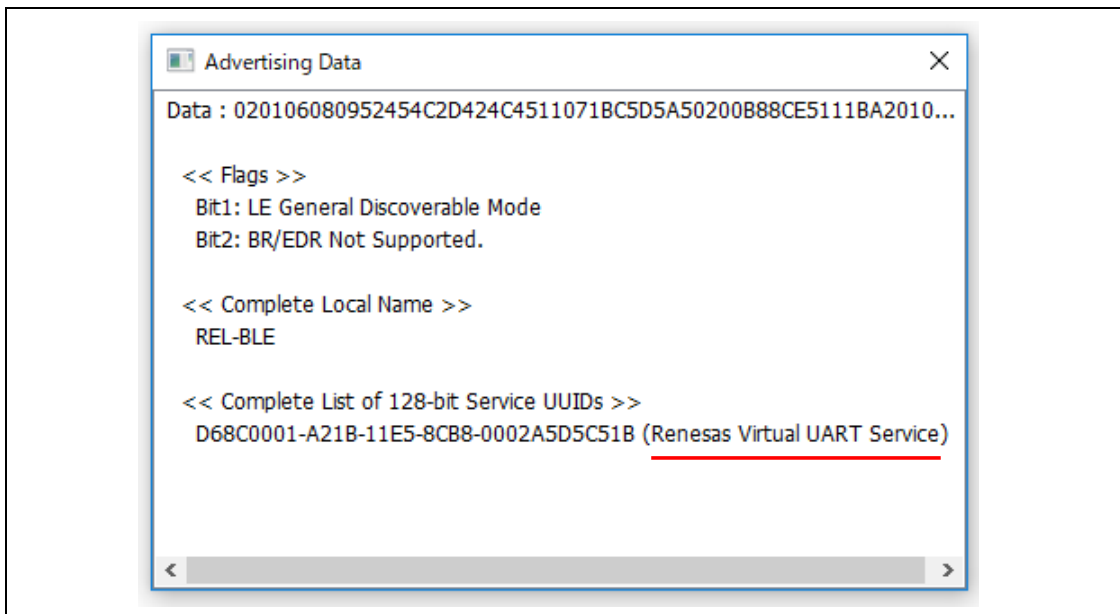 Advertising Data
Data : 020106080952454C2D424C4511071BC5D5A50200B88CE5111BA2010...
<< Flags >>
Bit1: LE General Discoverable Mode
Bit2: BR/EDR Not Supported.
<< Complete Local Name >>
REL-BLE
<< Complete List of 128-bit Service UUIDs >>
D68C0001-A21B-11E5-8CB8-0002A5D5C51B (Renesas Virtual UART Service)